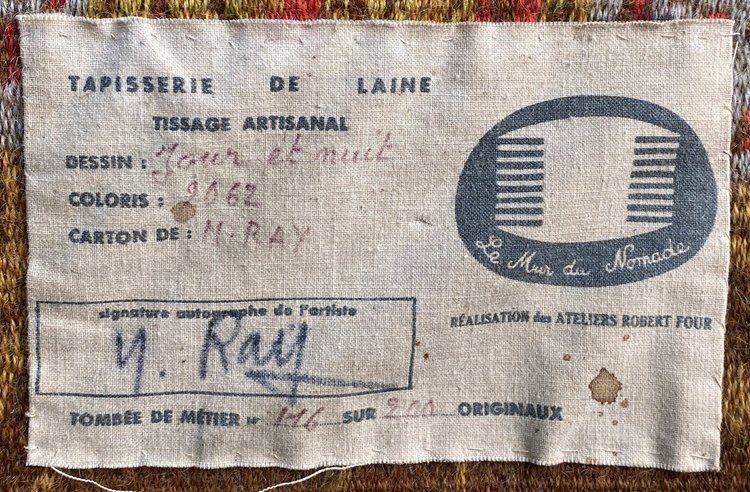 TAPISSERIE DE LAINE
TISSAGE ARTISANAL
DESSIN : Jour et nuit
COLORIS : 2062
CARTON DE : M. RAY
Le Mur du Nomade
RÉALISATION des ATELIERS ROBERT FOUR
signature autographe de l'artiste
y. Ray
TOMBÉE DE MÉTIER N° 116 SUR 200 ORIGINAUX